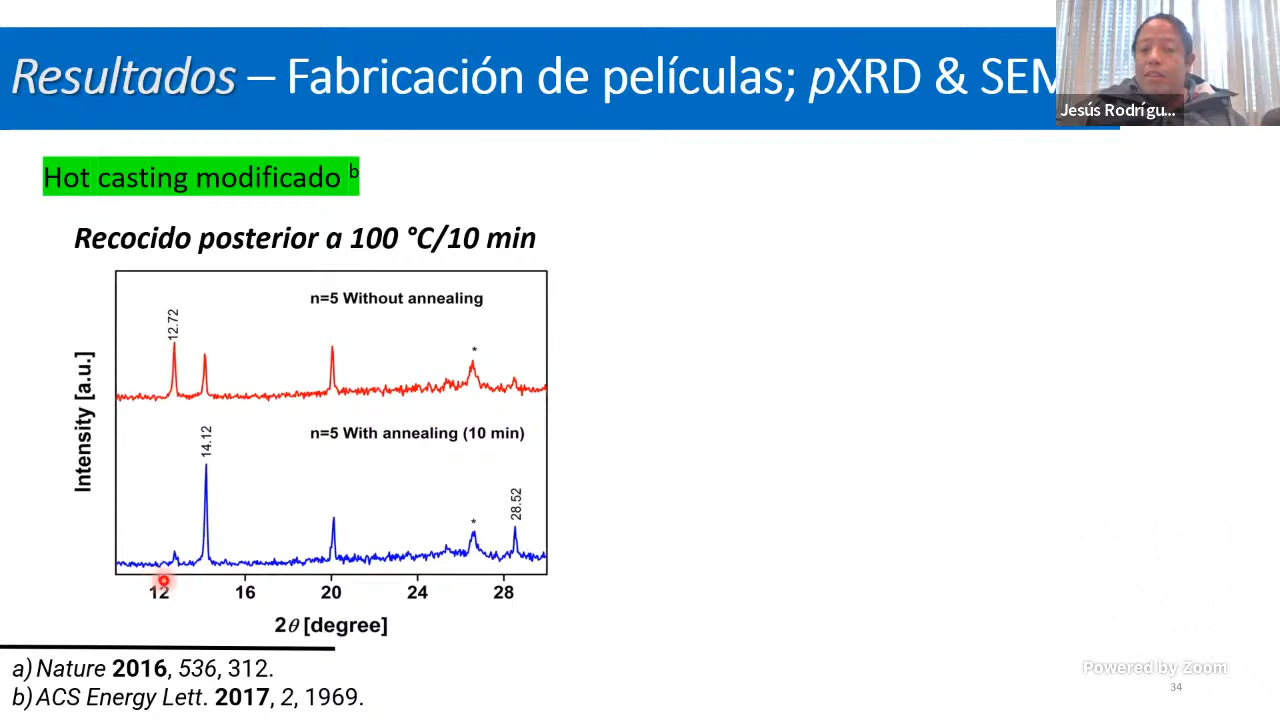 Resultados – Fabricación de películas; pXRD & SEM
Jesús Rodrígu...
Hot casting modificado b
Recocido posterior a 100 °C/10 min
n=5 Without annealing
12.72
*
Intensity [a.u.]
n=5 With annealing (10 min)
14.12
*
28.52
12 16 20 24 28
2θ [degree]
a) Nature 2016, 536, 312.
b) ACS Energy Lett. 2017, 2, 1969.
Powered by Zoom
34